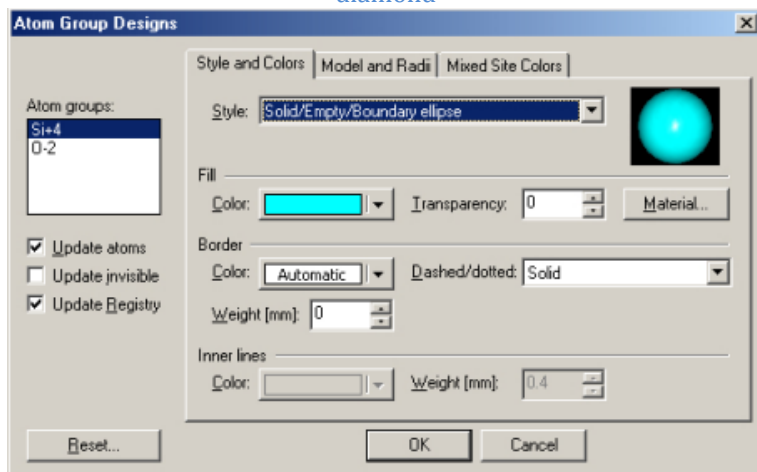 diamond
Atom Group Designs
Style and Colors Model and Radii Mixed Site Colors
Atom groups:
Si+4
O-2
Style: Solid/Empty/Boundary ellipse
Fill
Color: Transparency: 0 Material...
Update atoms
Update invisible
Update Registry
Border
Color: Automatic Dashed/dotted: Solid
Weight [mm]: 0
Inner lines
Color: Weight [mm]: 0.4
Reset... OK Cancel